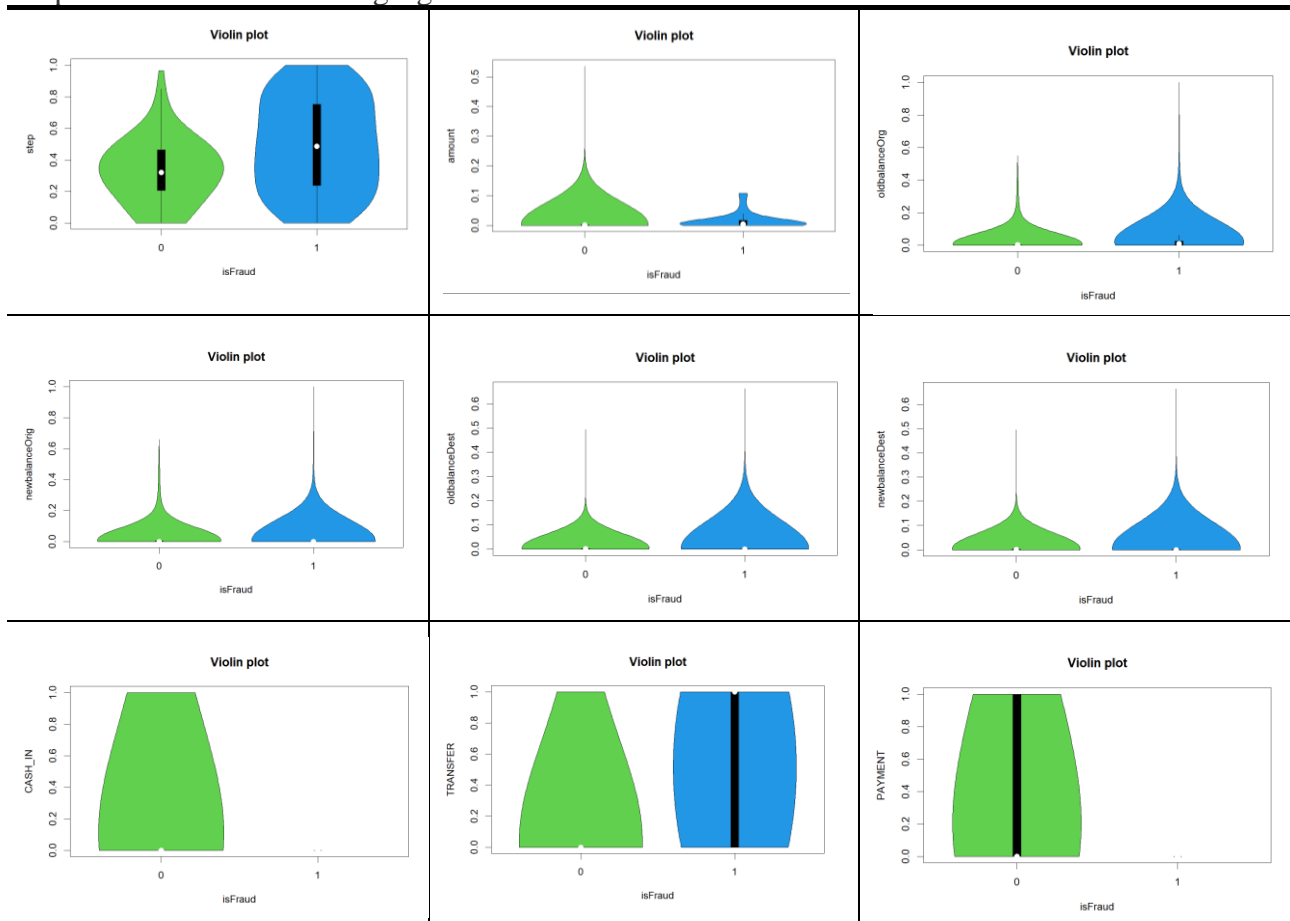 Violin plot
step
0.0 0.2 0.4 0.6 0.8 1.0
0 1
isFraud
Violin plot
amount
0.0 0.1 0.2 0.3 0.4 0.5
0 1
isFraud
Violin plot
oldbalanceOrg
0.0 0.2 0.4 0.6 0.8 1.0
0 1
isFraud
Violin plot
newbalanceOrig
0.0 0.2 0.4 0.6 0.8 1.0
0 1
isFraud
Violin plot
oldbalanceDest
0.0 0.1 0.2 0.3 0.4 0.5 0.6
0 1
isFraud
Violin plot
newbalanceDest
0.0 0.1 0.2 0.3 0.4 0.5 0.6
0 1
isFraud
Violin plot
CASH_IN
0.0 0.2 0.4 0.6 0.8 1.0
0 1
isFraud
Violin plot
TRANSFER
0.0 0.2 0.4 0.6 0.8 1.0
0 1
isFraud
Violin plot
PAYMENT
0.0 0.2 0.4 0.6 0.8 1.0
0 1
isFraud